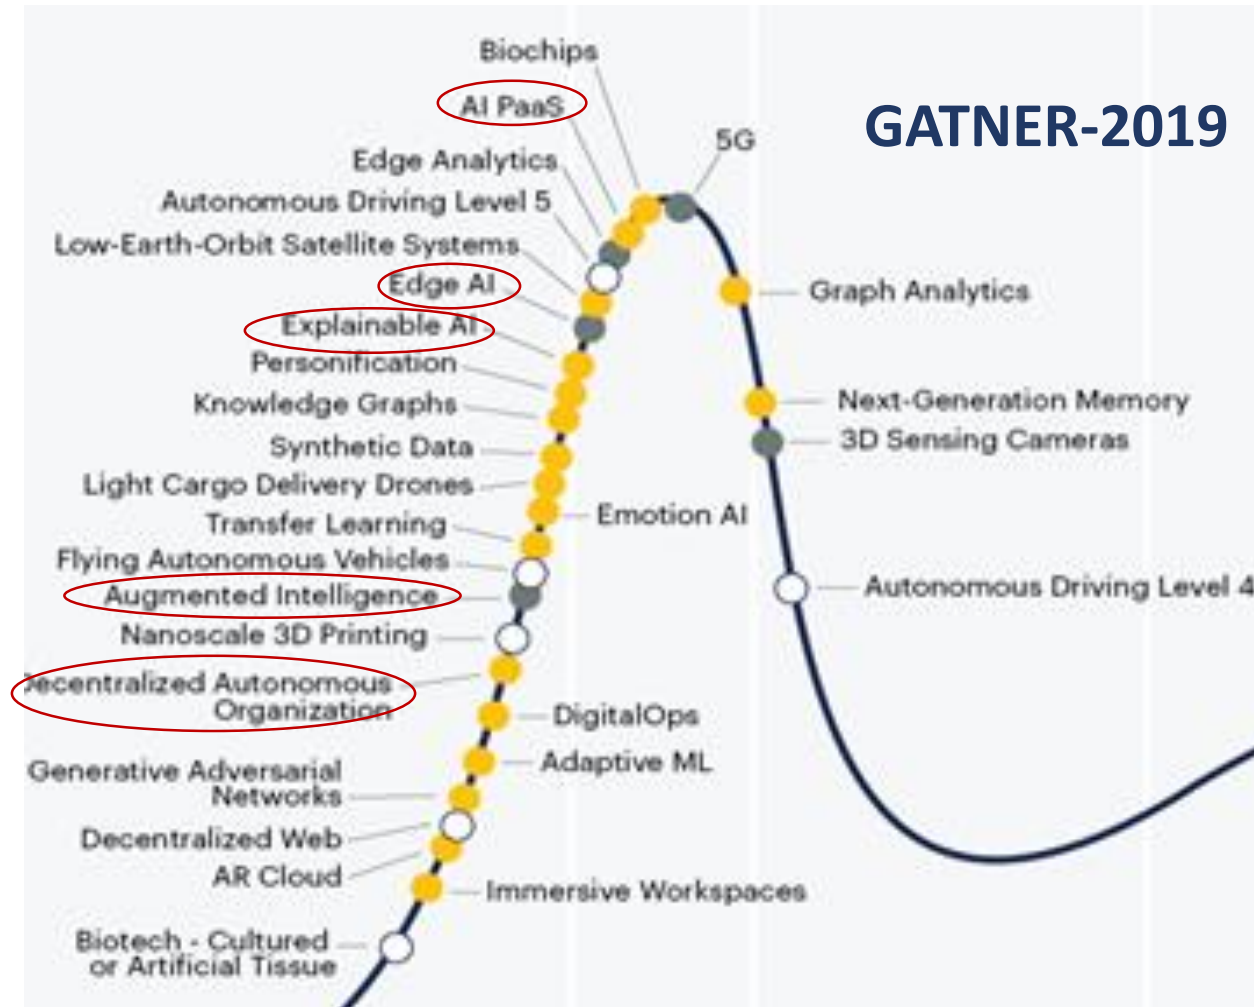 Biochips
AI PaaS
GATNER-2019
5G
Edge Analytics
Autonomous Driving Level 5
Low-Earth-Orbit Satellite Systems
Edge AI
Graph Analytics
Explainable AI
Personification
Knowledge Graphs
Next-Generation Memory
3D Sensing Cameras
Synthetic Data
Light Cargo Delivery Drones
Emotion AI
Transfer Learning
Flying Autonomous Vehicles
Autonomous Driving Level 4
Augmented Intelligence
Nanoscale 3D Printing
Decentralized Autonomous
Organization
DigitalOps
Adaptive ML
Generative Adversarial
Networks
Decentralized Web
AR Cloud
Immersive Workspaces
Biotech - Cultured
or Artificial Tissue